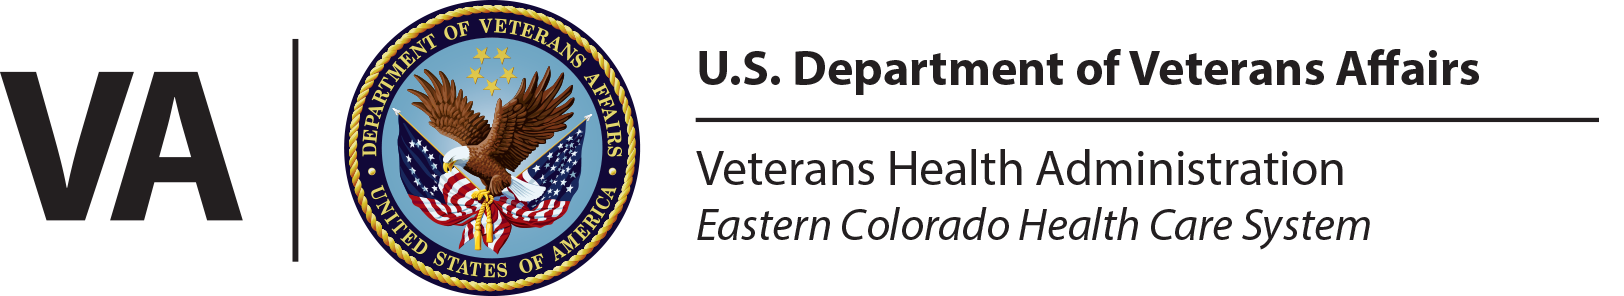 VA
DEPARTMENT OF VETERANS AFFAIRS
UNITED STATES OF AMERICA
U.S. Department of Veterans Affairs
Veterans Health Administration
Eastern Colorado Health Care System